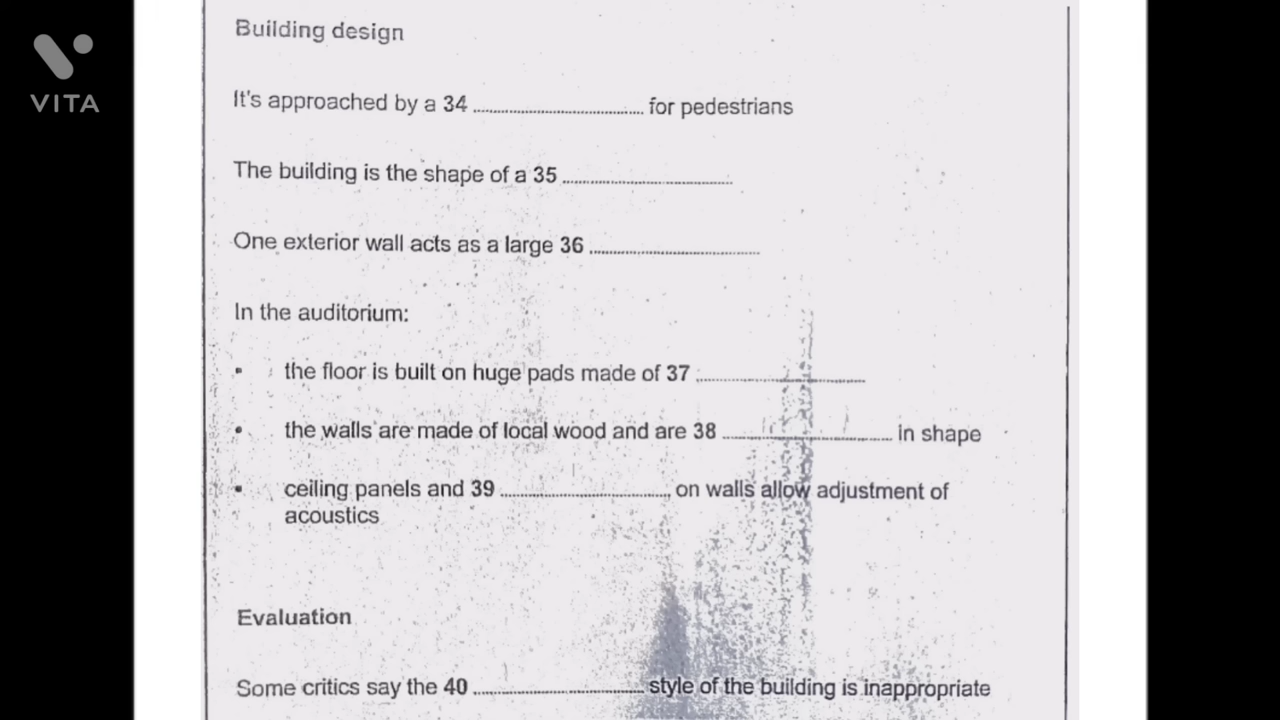 VITA
Building design
It's approached by a 34 ........................ for pedestrians
The building is the shape of a 35 ........................
One exterior wall acts as a large 36 ........................
In the auditorium:
• the floor is built on huge pads made of 37 ........................
• the walls are made of local wood and are 38 ........................ in shape
• ceiling panels and 39 ........................ on walls allow adjustment of
acoustics
Evaluation
Some critics say the 40 ........................ style of the building is inappropriate